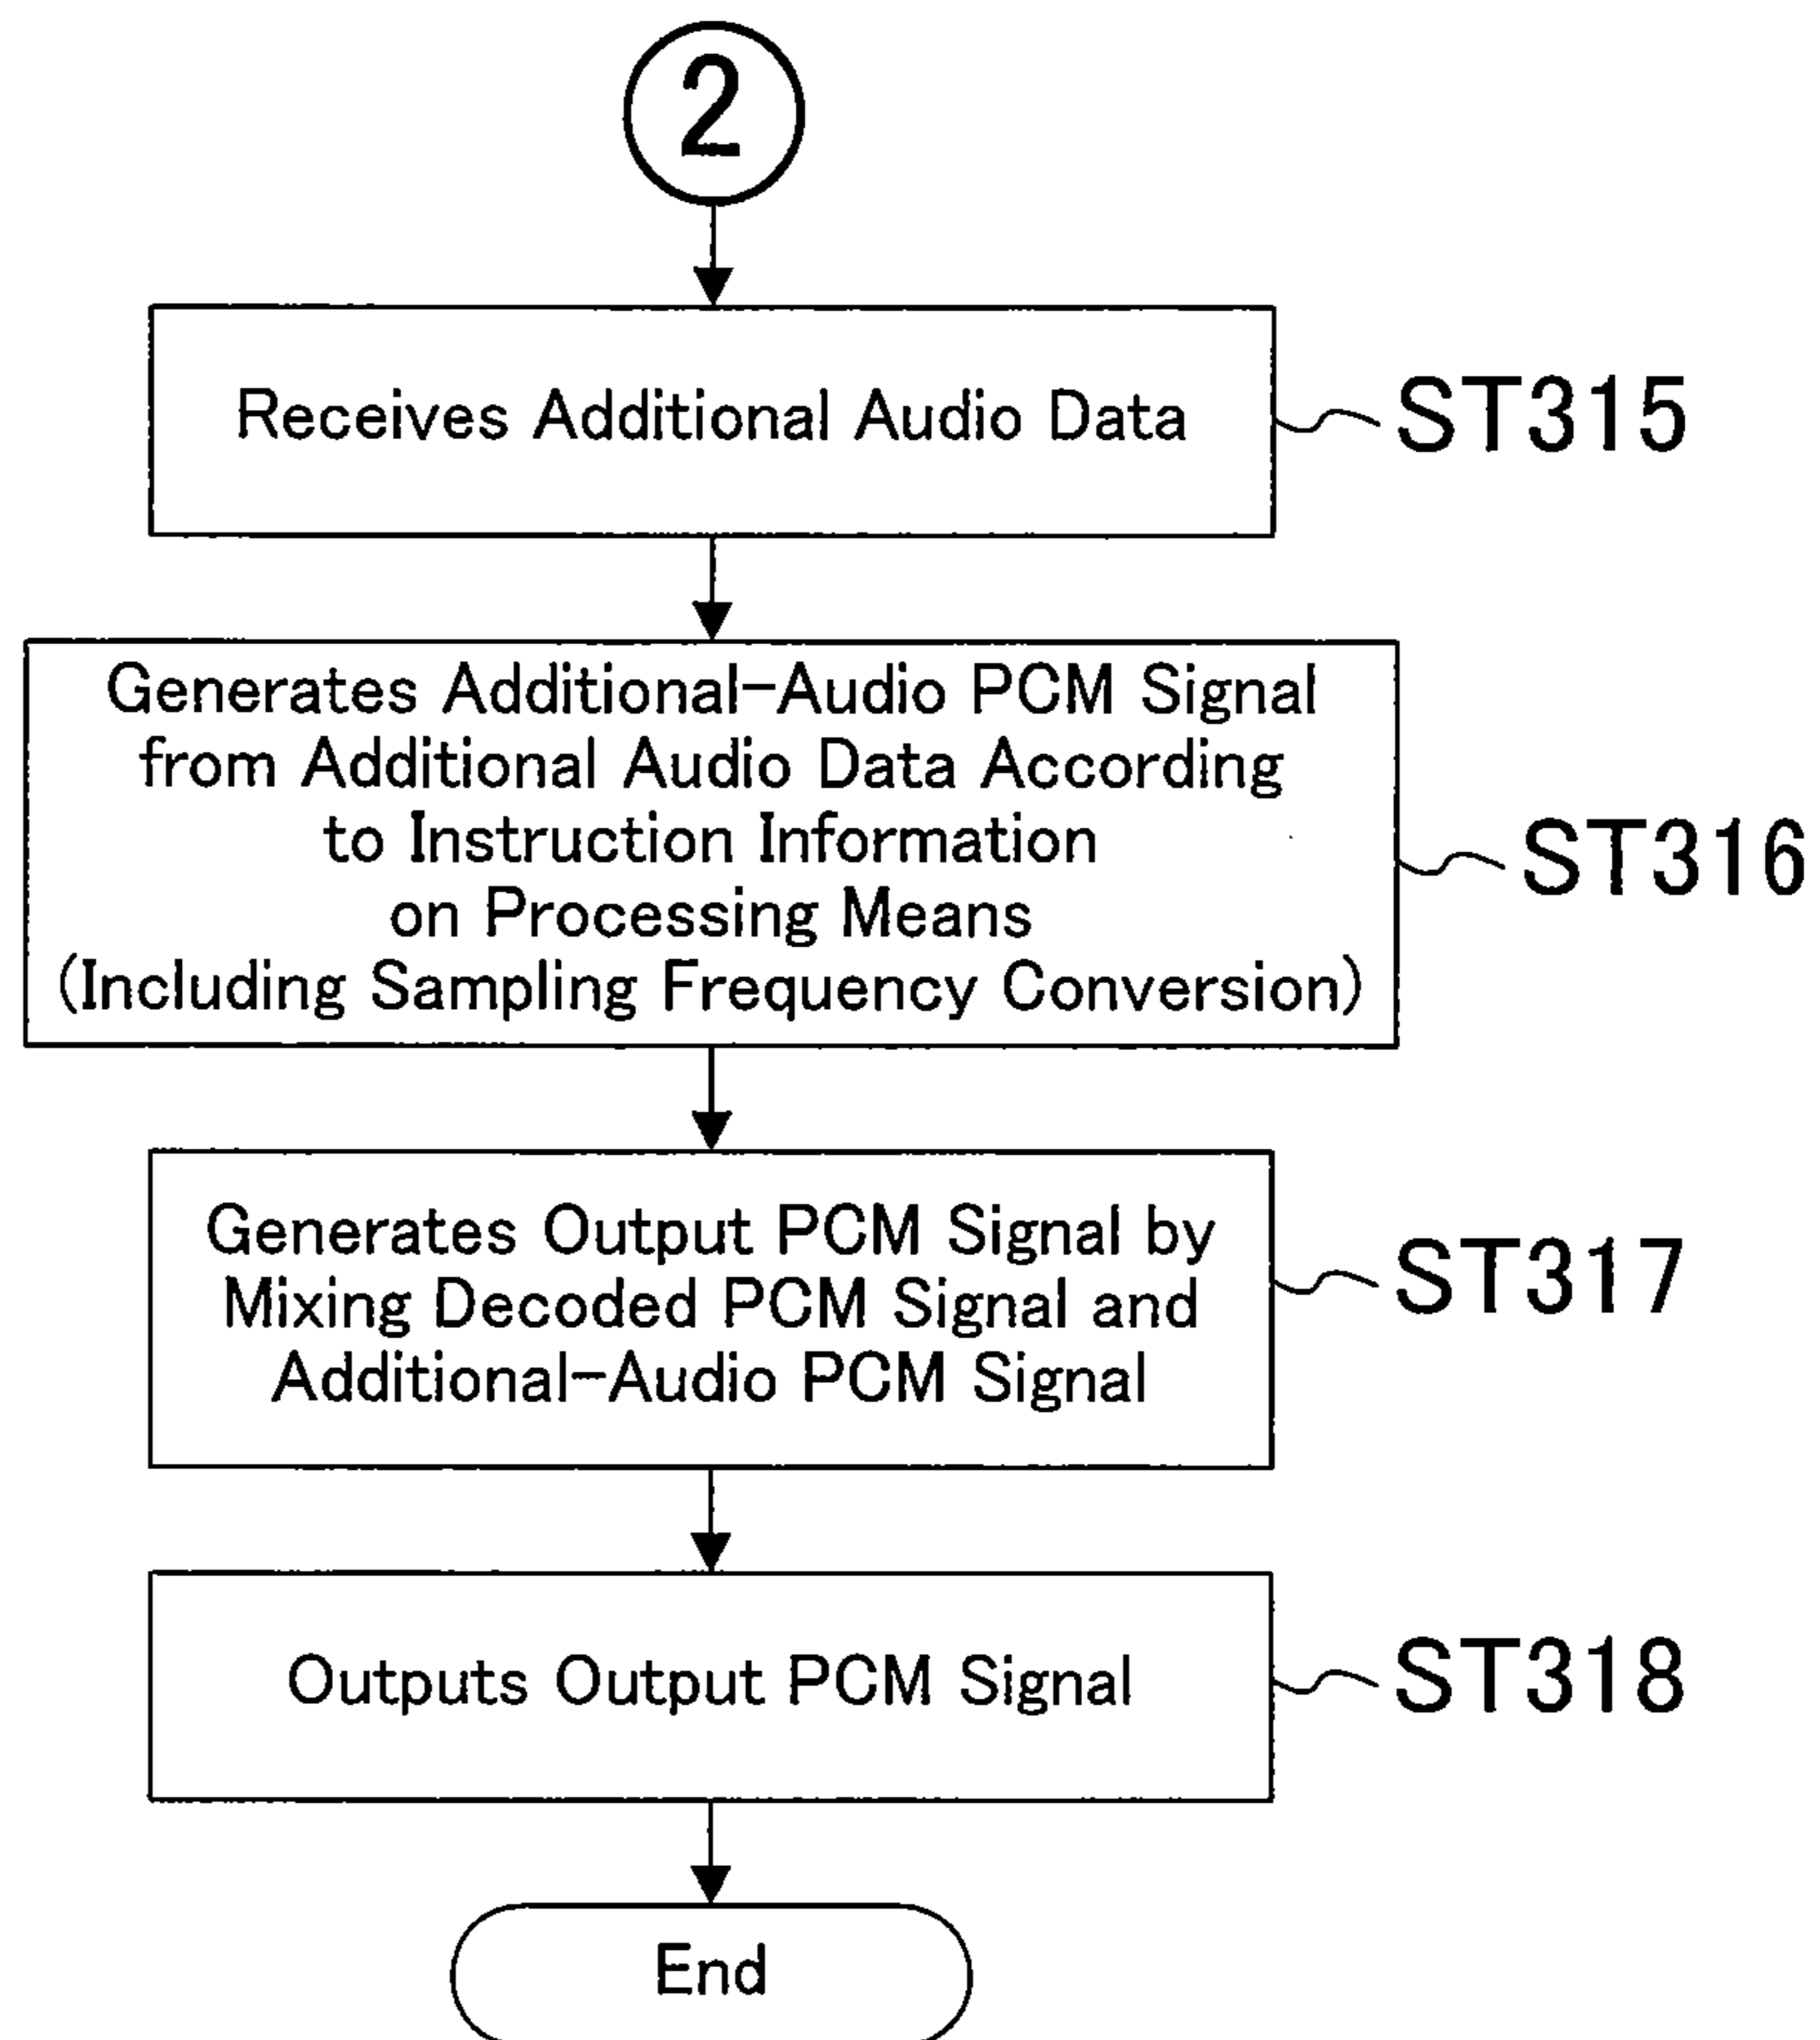 2
Receives Additional Audio Data
ST315
Generates Additional-Audio PCM Signal
from Additional Audio Data According
to Instruction Information
on Processing Means
(Including Sampling Frequency Conversion)
ST316
Generates Output PCM Signal by
Mixing Decoded PCM Signal and
Additional-Audio PCM Signal
ST317
Outputs Output PCM Signal
ST318
End